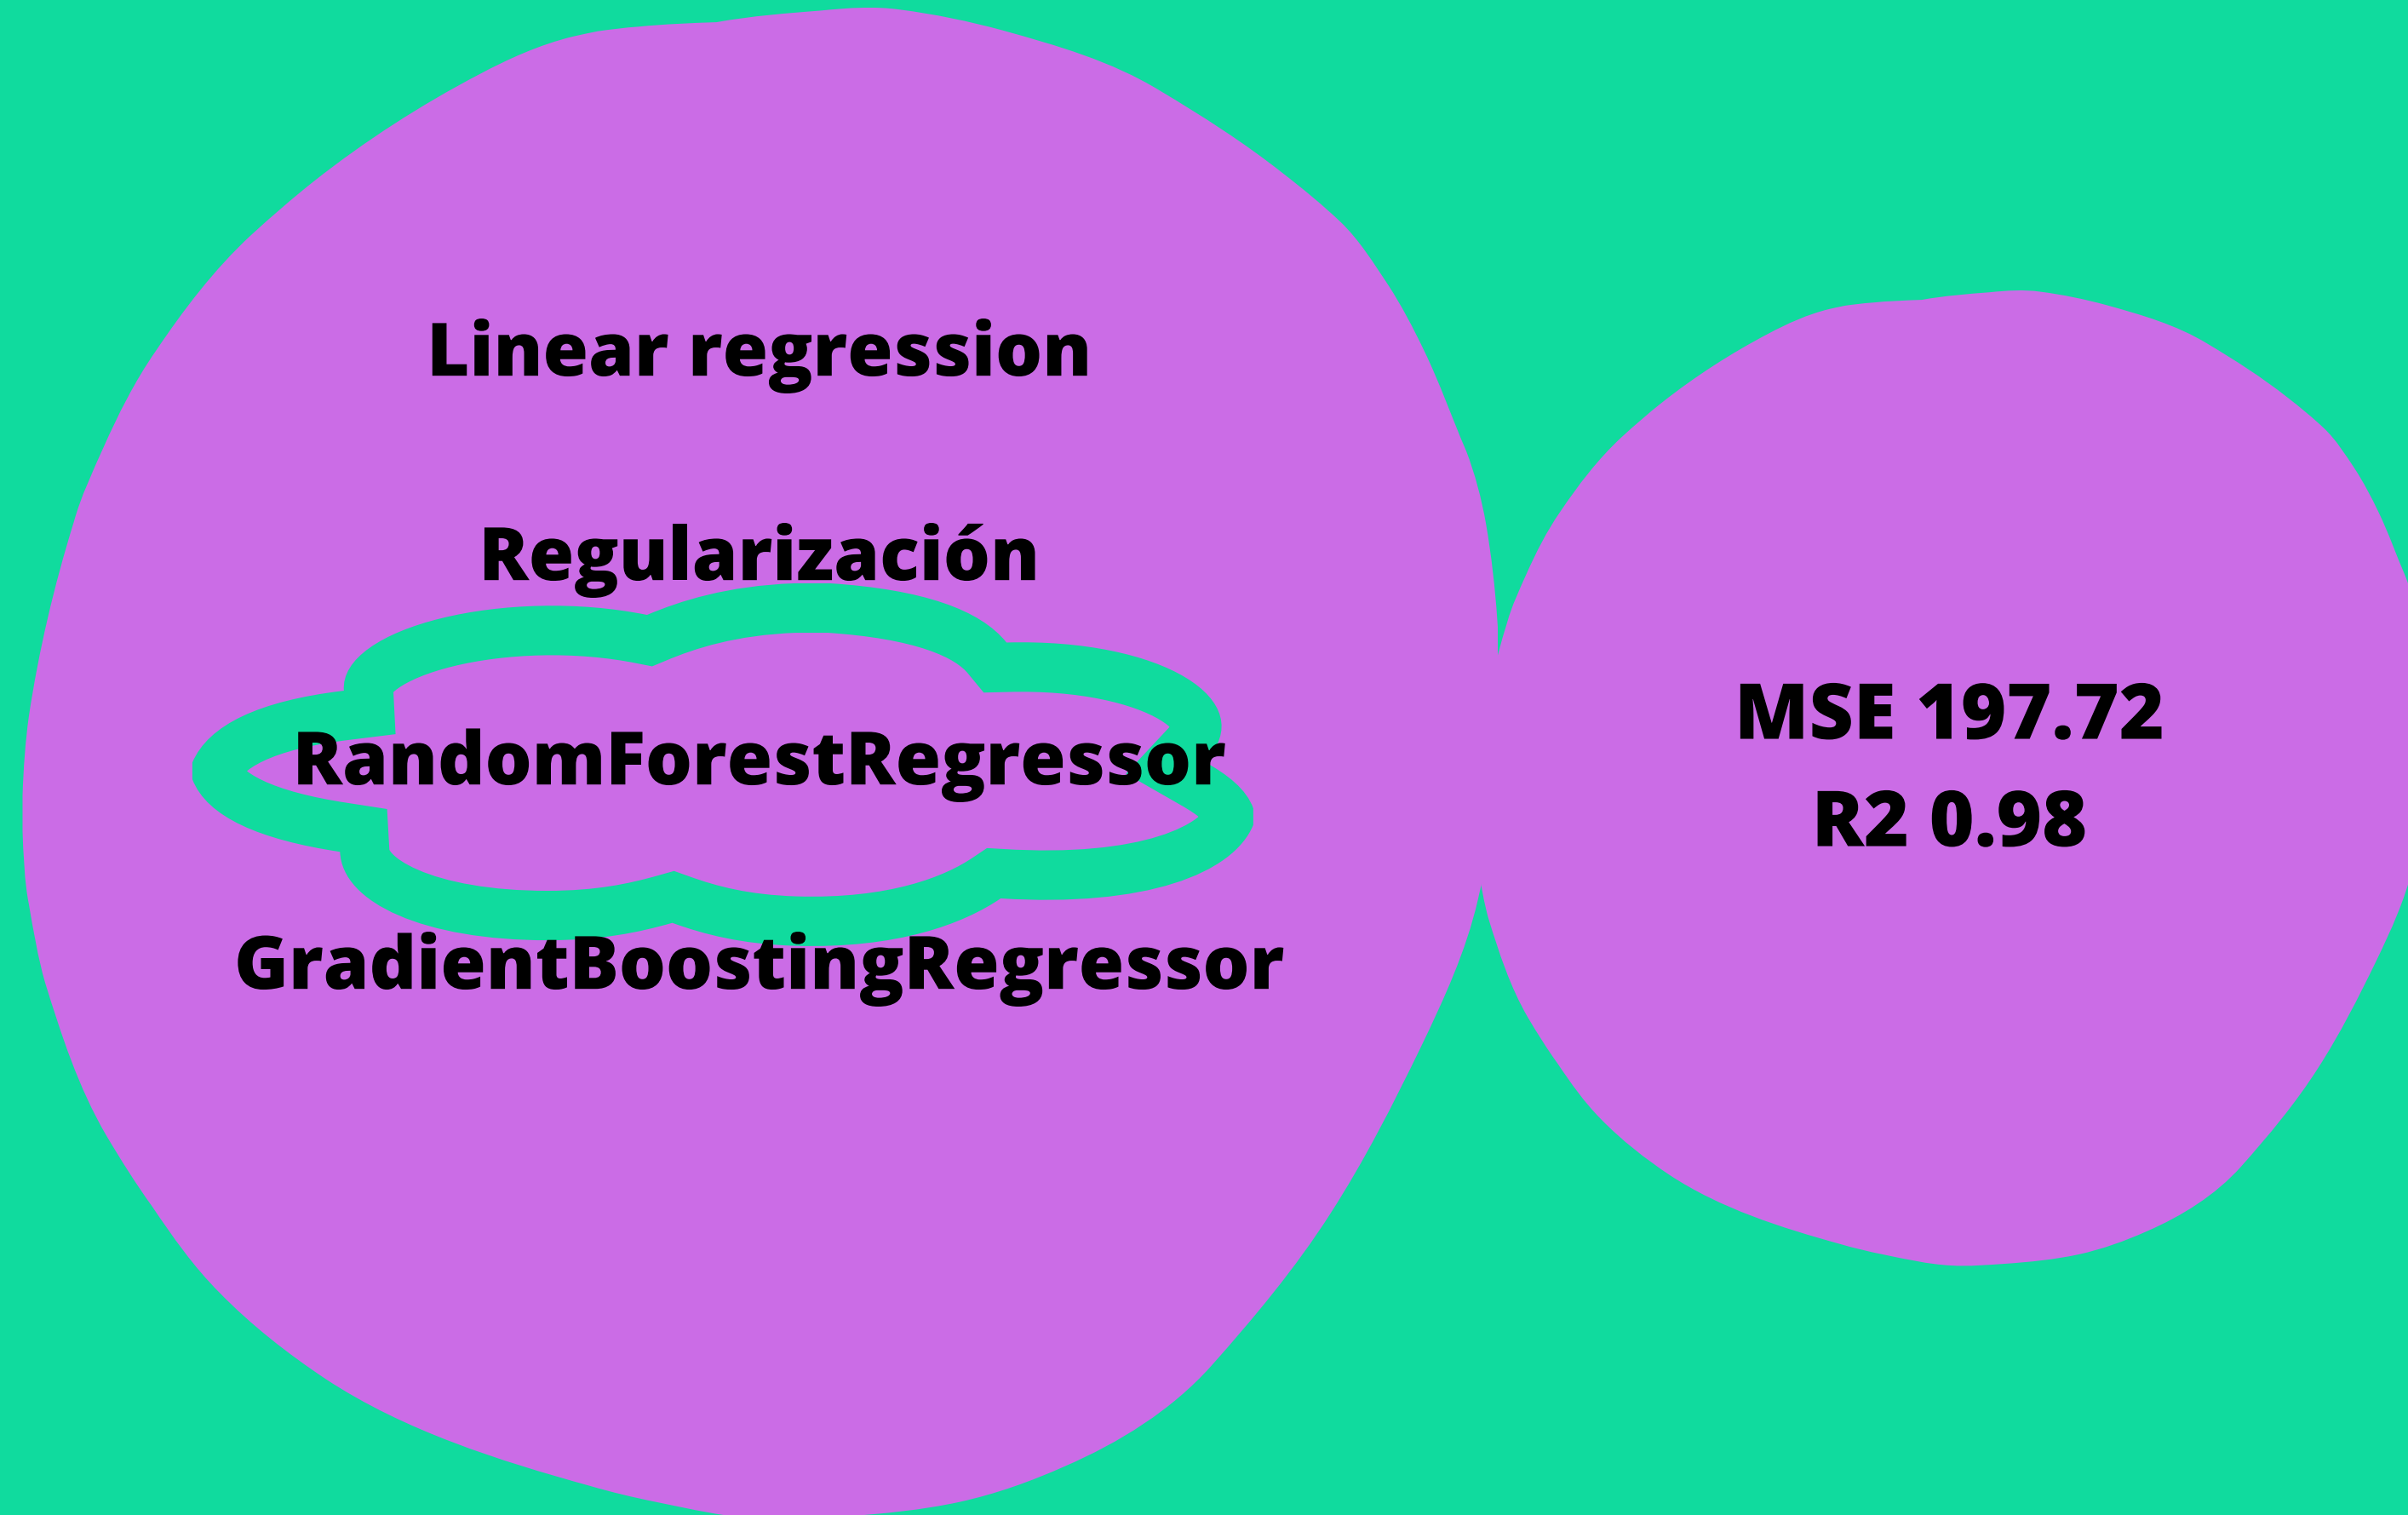 Linear regression
Regularización
RandomForestRegressor
GradientBoostingRegressor
MSE 197.72
R2 0.98